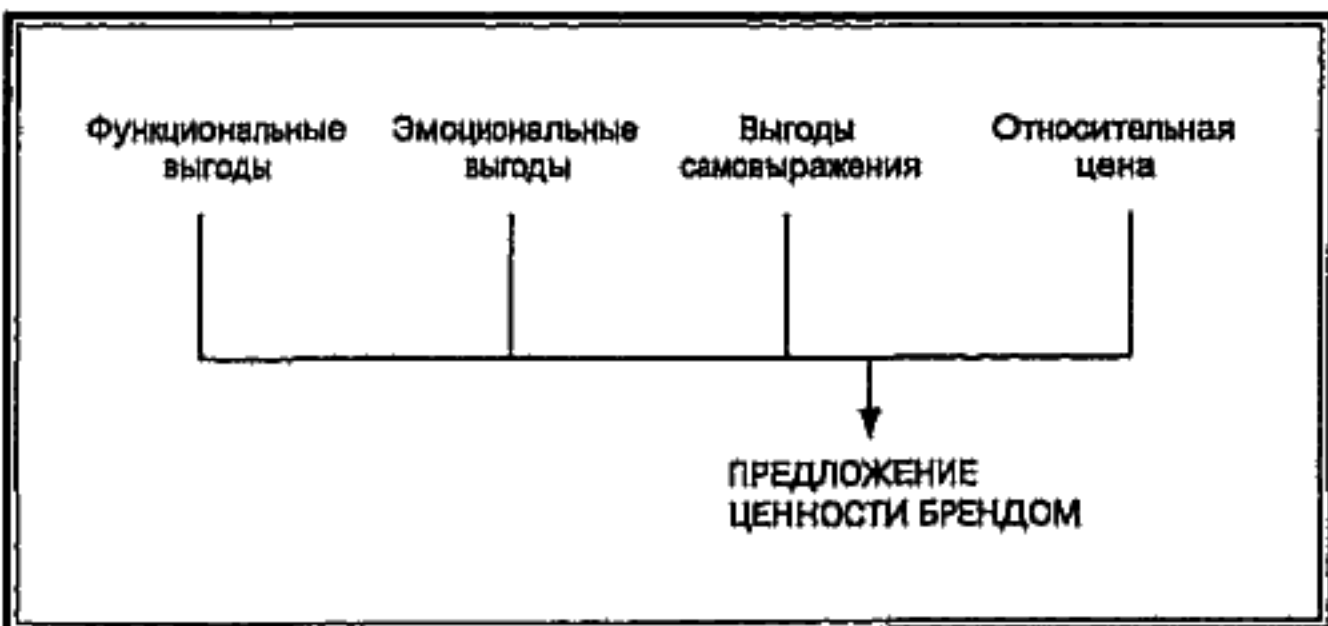 Функциональные
выгоды
Эмоциональные
выгоды
Выгоды
самовыражения
Относительная
цена
ПРЕДЛОЖЕНИЕ
ЦЕННОСТИ БРЕНДОМ